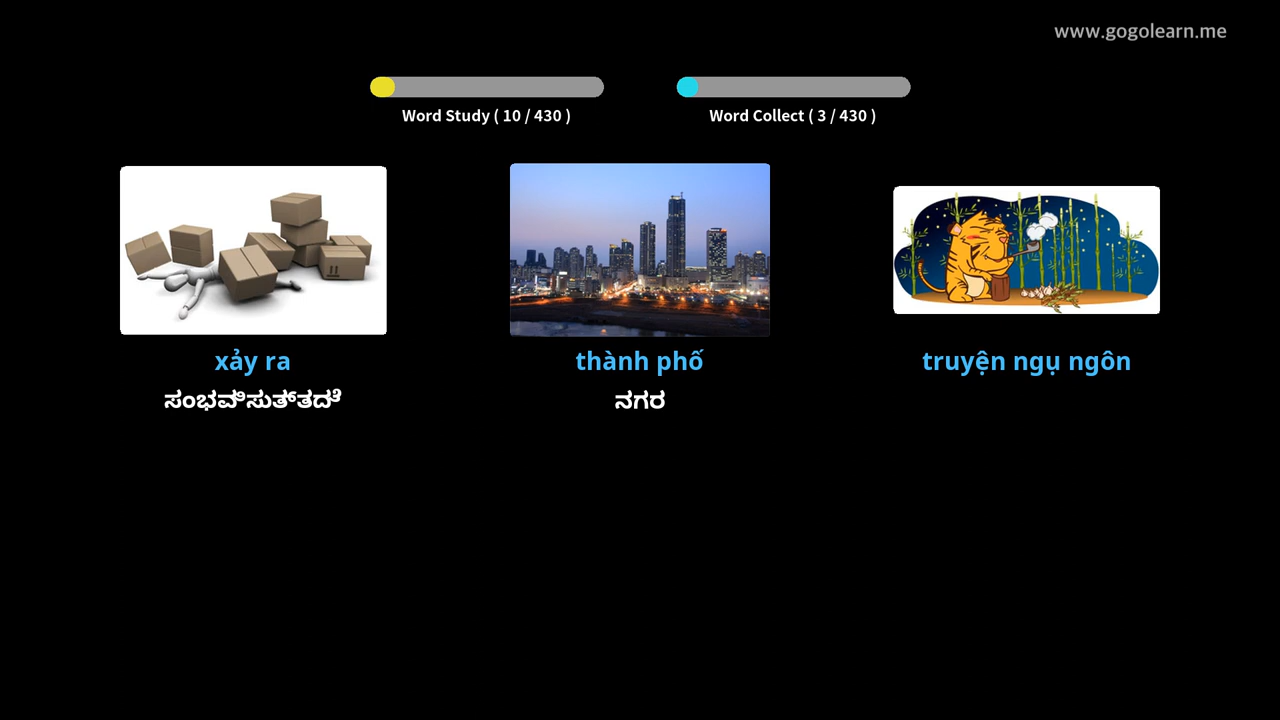 www.gogolearn.me
Word Study ( 10 / 430 )
Word Collect ( 3 / 430 )
xảy ra
thành phố
truyện ngụ ngôn
ಸಂಭವಿಸುತ್ತದೆ
ನಗರ